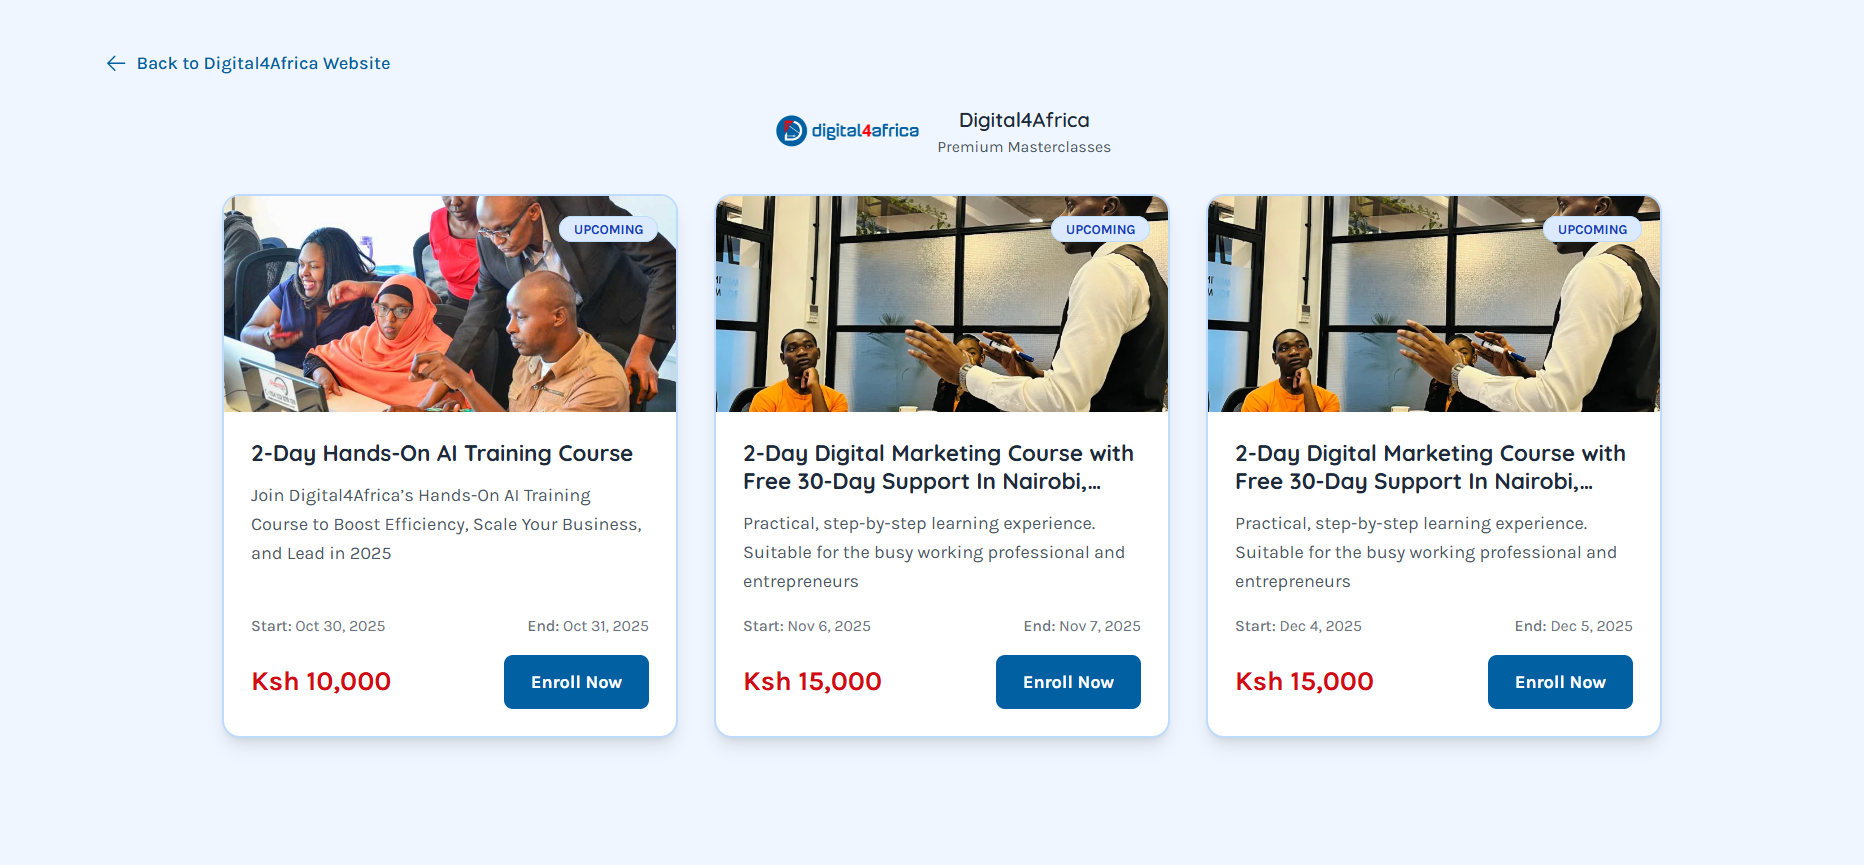 Back to Digital4Africa Website
digital4africa
Digital4Africa
Premium Masterclasses
UPCOMING
2-Day Hands-On AI Training Course
Join Digital4Africa’s Hands-On AI Training
Course to Boost Efficiency, Scale Your Business,
and Lead in 2025
Start: Oct 30, 2025
End: Oct 31, 2025
Ksh 10,000
Enroll Now
UPCOMING
2-Day Digital Marketing Course with
Free 30-Day Support In Nairobi,…
Practical, step-by-step learning experience.
Suitable for the busy working professional and
entrepreneurs
Start: Nov 6, 2025
End: Nov 7, 2025
Ksh 15,000
Enroll Now
UPCOMING
2-Day Digital Marketing Course with
Free 30-Day Support In Nairobi,…
Practical, step-by-step learning experience.
Suitable for the busy working professional and
entrepreneurs
Start: Dec 4, 2025
End: Dec 5, 2025
Ksh 15,000
Enroll Now